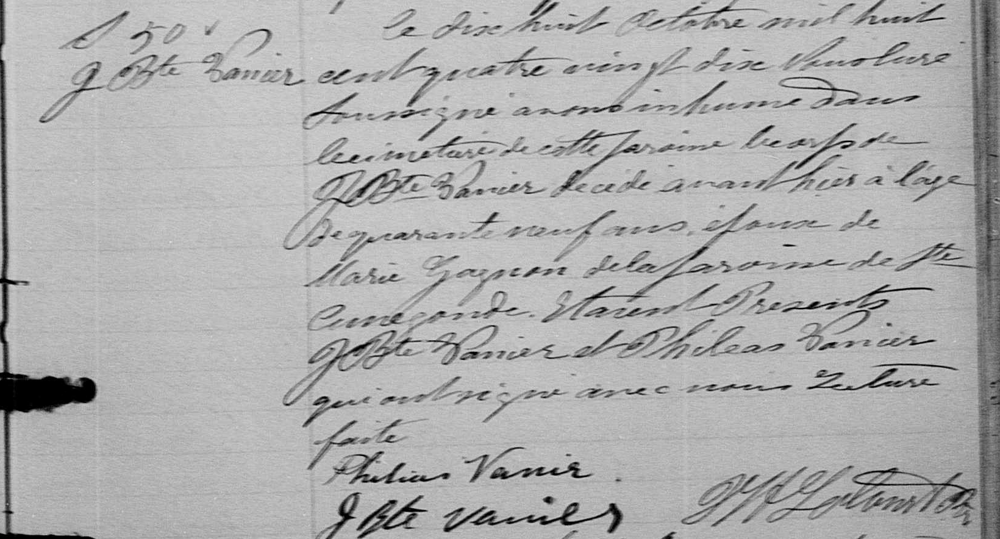 S 50
J Bte Vanier
le dix huit Octobre mil huit
cent quatre vingt dix Nous curé
soussigné avons inhumé dans
le cimetière de cette paroisse le corps de
J Bte Vanier décédé avant hier à l'age
de quarante neuf ans, époux de
Marie Gagnon de la paroisse de Ste
Cunégonde. Etaient Presents
J Bte Vanier et Phileas Vanier
qui ont signé avec nous Lecture
faite
Phileas Vanier
J Bte Vanier